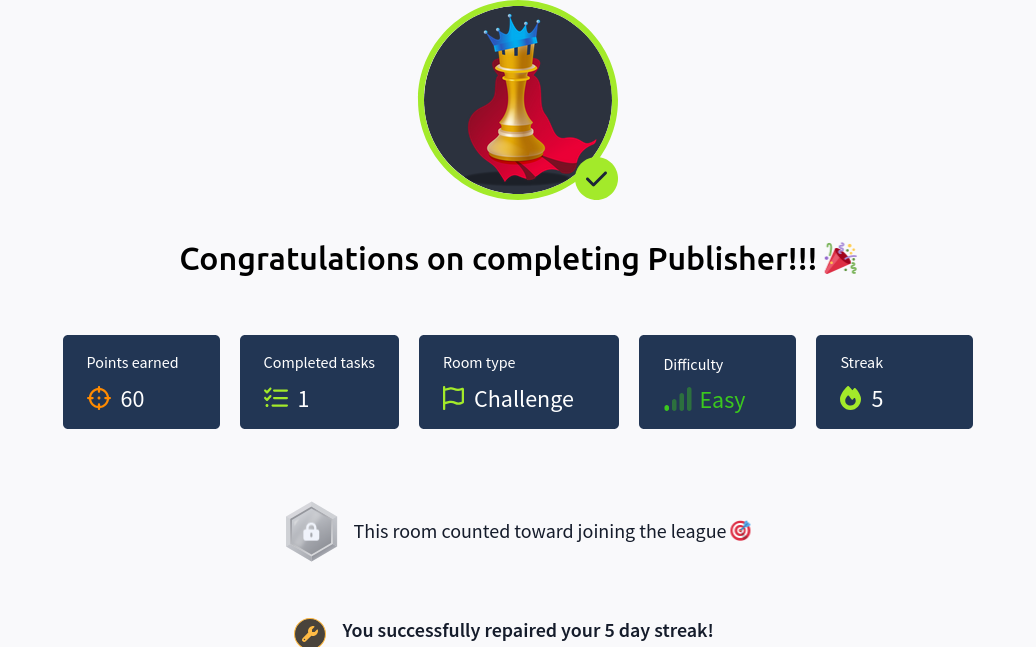 Congratulations on completing Publisher!!! 🎉
Points earned
60
Completed tasks
1
Room type
Challenge
Difficulty
Easy
Streak
5
This room counted toward joining the league 🎯
You successfully repaired your 5 day streak!